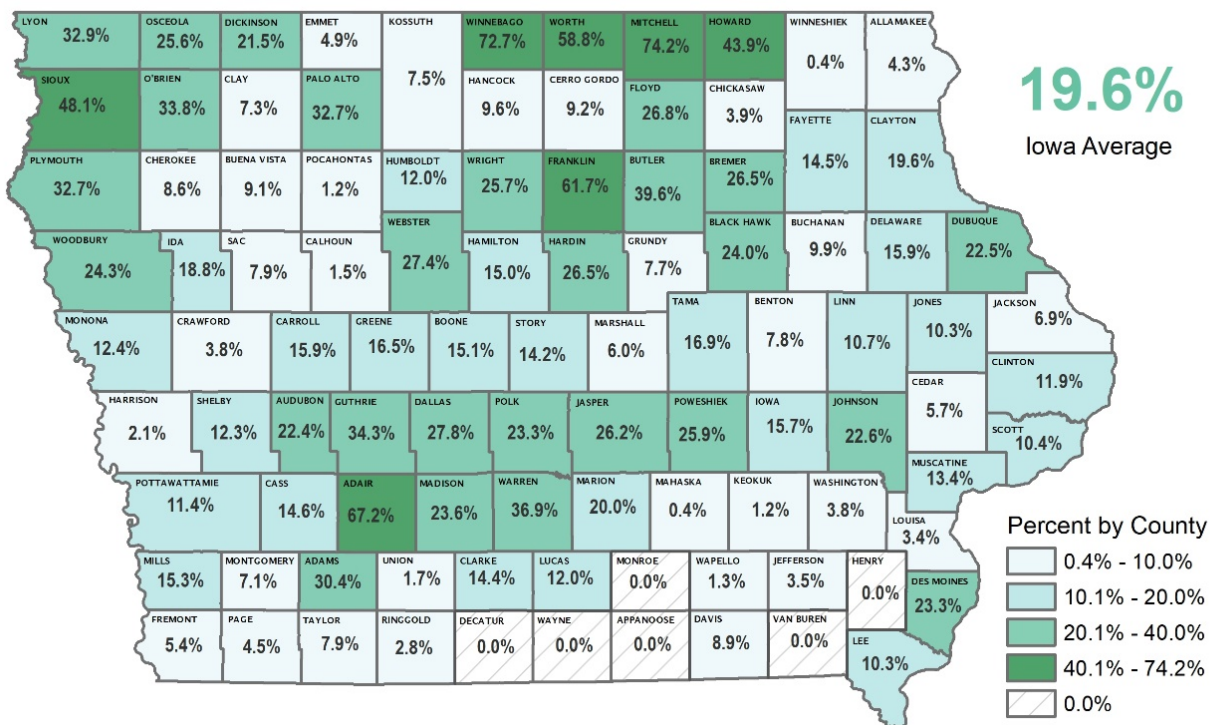 LYON
32.9%
OSCEOLA
25.6%
DICKINSON
21.5%
EMMET
4.9%
KOSSUTH
7.5%
WINNEBAGO
72.7%
WORTH
58.8%
MITCHELL
74.2%
HOWARD
43.9%
WINNESHIEK
0.4%
ALLAMAKEE
4.3%
19.6%
Iowa Average
SIOUX
48.1%
O'BRIEN
33.8%
CLAY
7.3%
PALO ALTO
32.7%
HANCOCK
9.6%
CERRO GORDO
9.2%
FLOYD
26.8%
CHICKASAW
3.9%
FAYETTE
14.5%
CLAYTON
19.6%
PLYMOUTH
32.7%
CHEROKEE
8.6%
BUENA VISTA
9.1%
POCAHONTAS
1.2%
HUMBOLDT
12.0%
WRIGHT
25.7%
FRANKLIN
61.7%
BUTLER
39.6%
BREMER
26.5%
WOODBURY
24.3%
IDA
18.8%
SAC
7.9%
CALHOUN
1.5%
WEBSTER
27.4%
HAMILTON
15.0%
HARDIN
26.5%
GRUNDY
7.7%
BLACK HAWK
24.0%
BUCHANAN
9.9%
DELAWARE
15.9%
DUBUQUE
22.5%
MONONA
12.4%
CRAWFORD
3.8%
CARROLL
15.9%
GREENE
16.5%
BOONE
15.1%
STORY
14.2%
MARSHALL
6.0%
TAMA
16.9%
BENTON
7.8%
LINN
10.7%
JONES
10.3%
JACKSON
6.9%
CLINTON
11.9%
CEDAR
5.7%
SCOTT
10.4%
HARRISON
2.1%
SHELBY
12.3%
AUDUBON
22.4%
GUTHRIE
34.3%
DALLAS
27.8%
POLK
23.3%
JASPER
26.2%
POWESHIEK
25.9%
IOWA
15.7%
JOHNSON
22.6%
MUSCATINE
13.4%
POTTAWATTAMIE
11.4%
CASS
14.6%
ADAIR
67.2%
MADISON
23.6%
WARREN
36.9%
MARION
20.0%
MAHASKA
0.4%
KEOKUK
1.2%
WASHINGTON
3.8%
LOUISA
3.4%
MILLS
15.3%
MONTGOMERY
7.1%
ADAMS
30.4%
UNION
1.7%
CLARKE
14.4%
LUCAS
12.0%
MONROE
0.0%
WAPELLO
1.3%
JEFFERSON
3.5%
HENRY
0.0%
DES MOINES
23.3%
FREMONT
5.4%
PAGE
4.5%
TAYLOR
7.9%
RINGGOLD
2.8%
DECATUR
0.0%
WAYNE
0.0%
APPANOOSE
0.0%
DAVIS
8.9%
VAN BUREN
0.0%
LEE
10.3%
Percent by County
0.4% - 10.0%
10.1% - 20.0%
20.1% - 40.0%
40.1% - 74.2%
0.0%